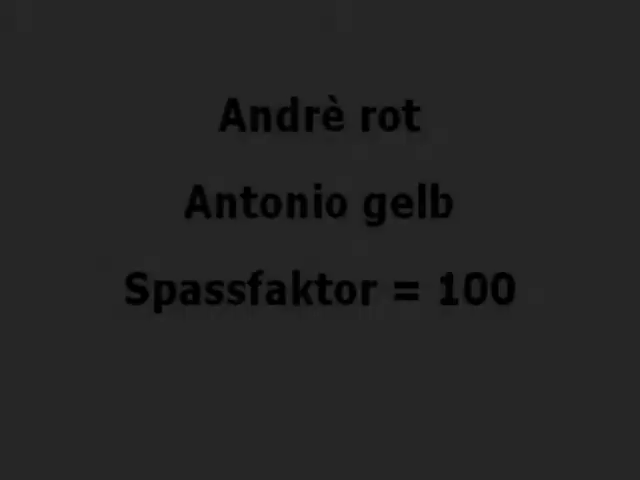 Andrè rot
Antonio gelb
Spassfaktor = 100